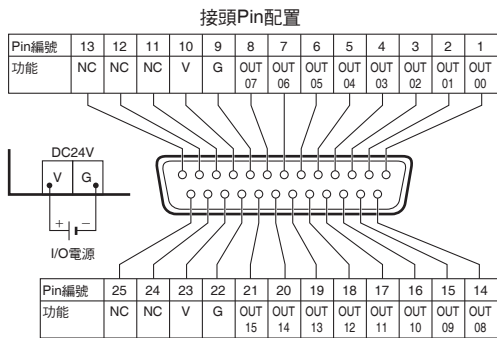 接頭Pin配置
Pin編號 13 12 11 10 9 8 7 6 5 4 3 2 1
功能 NC NC NC V G OUT 07 OUT 06 OUT 05 OUT 04 OUT 03 OUT 02 OUT 01 OUT 00
DC24V
V G
+ −
I/O電源
Pin編號 25 24 23 22 21 20 19 18 17 16 15 14
功能 NC NC V G OUT 15 OUT 14 OUT 13 OUT 12 OUT 11 OUT 10 OUT 09 OUT 08